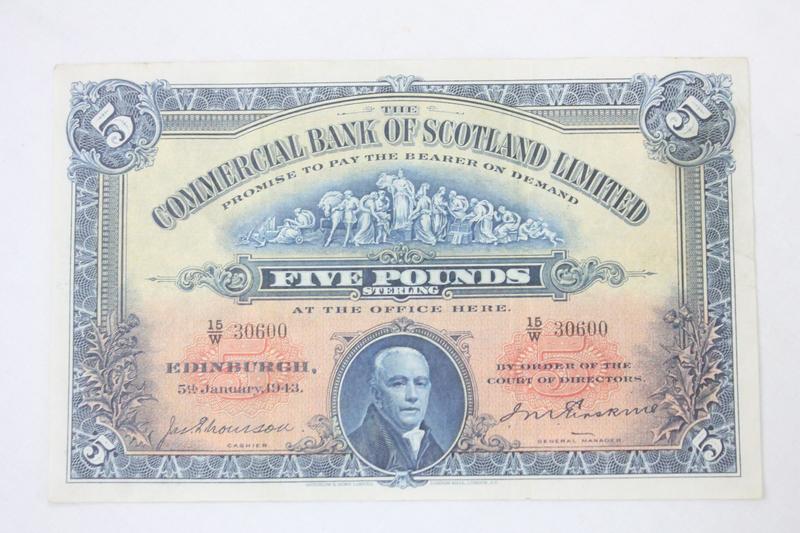 5 5
THE
COMMERCIAL BANK OF SCOTLAND LIMITED
PROMISE TO PAY THE BEARER ON DEMAND
FIVE POUNDS
STERLING
AT THE OFFICE HERE.
15/W 30600 15/W 30600
5 5
EDINBURGH,
5th January, 1943.
BY ORDER OF THE
COURT OF DIRECTORS.
CASHIER
GENERAL MANAGER
5 5